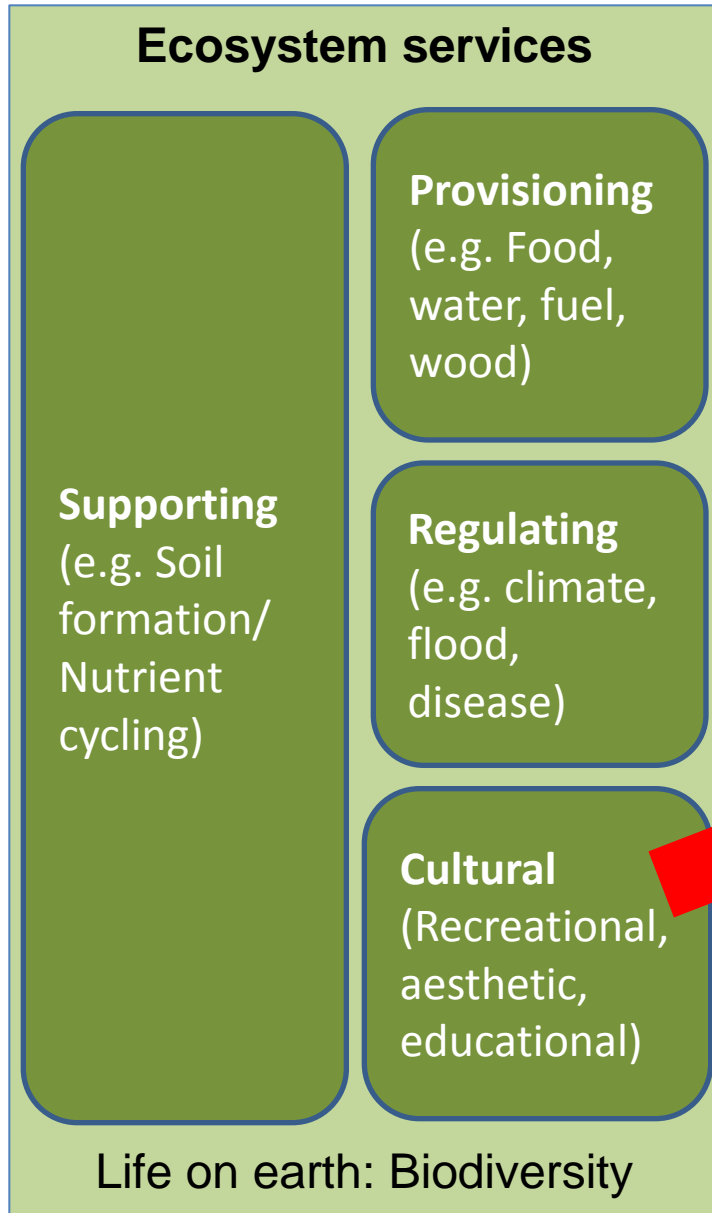 Ecosystem services
Supporting
(e.g. Soil
formation/
Nutrient
cycling)
Provisioning
(e.g. Food,
water, fuel,
wood)
Regulating
(e.g. climate,
flood,
disease)
Cultural
(Recreational,
aesthetic,
educational)
Life on earth: Biodiversity